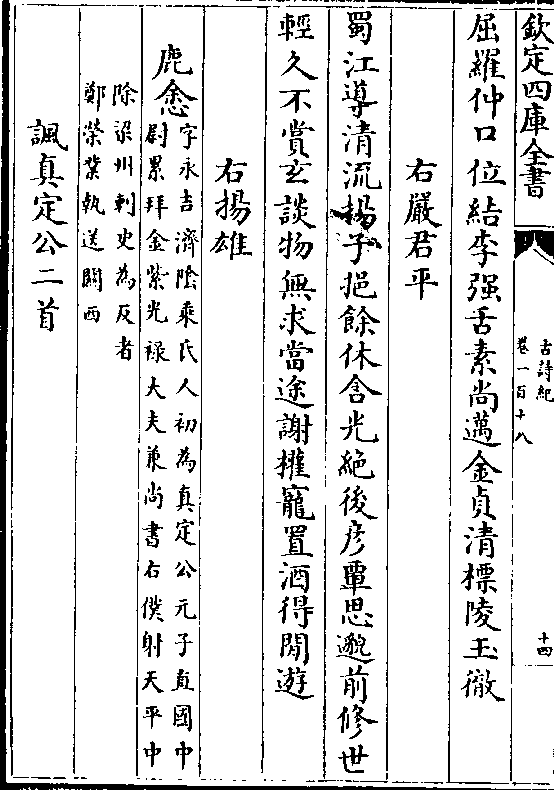 欽定四庫全書
古詩紀
卷一百十八
十四
屈羅仲口位結李强舌素尚邁金貞清標陵玉徹
右嚴君平
蜀江導清流揚子挹餘休含光絶後彦覃思邈前修世
輕久不賞玄談物無求當途謝權寵置酒得閒遊
右揚雄
鹿悆
字永吉濟陰乘氏人初為真定公元子直國中
尉累拜金紫光禄大夫兼尚書右僕射天平中
除梁州刺史為反者
鄭榮業執送關西
諷真定公二首